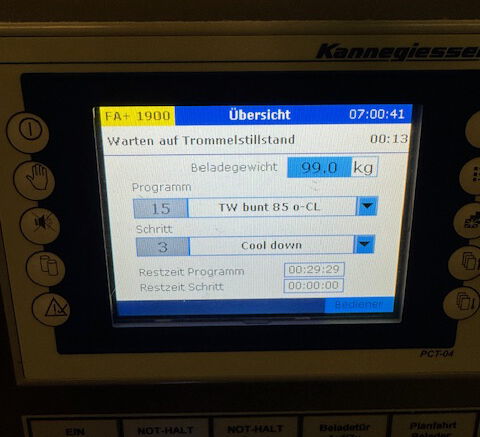 Kannegiesser
FA+ 1900 Übersicht 07:00:41
Warten auf Trommelstillstand 00:13
Beladegewicht 99.0 kg
Programm
15 TW bunt 85 o-CL
Schritt
3 Cool down
Restzeit Programm 00:29:29
Restzeit Schritt 00:00:00
Bediener
PCT-04
EIN NOT-HALT NOT-HALT Beladetür Planfahrt